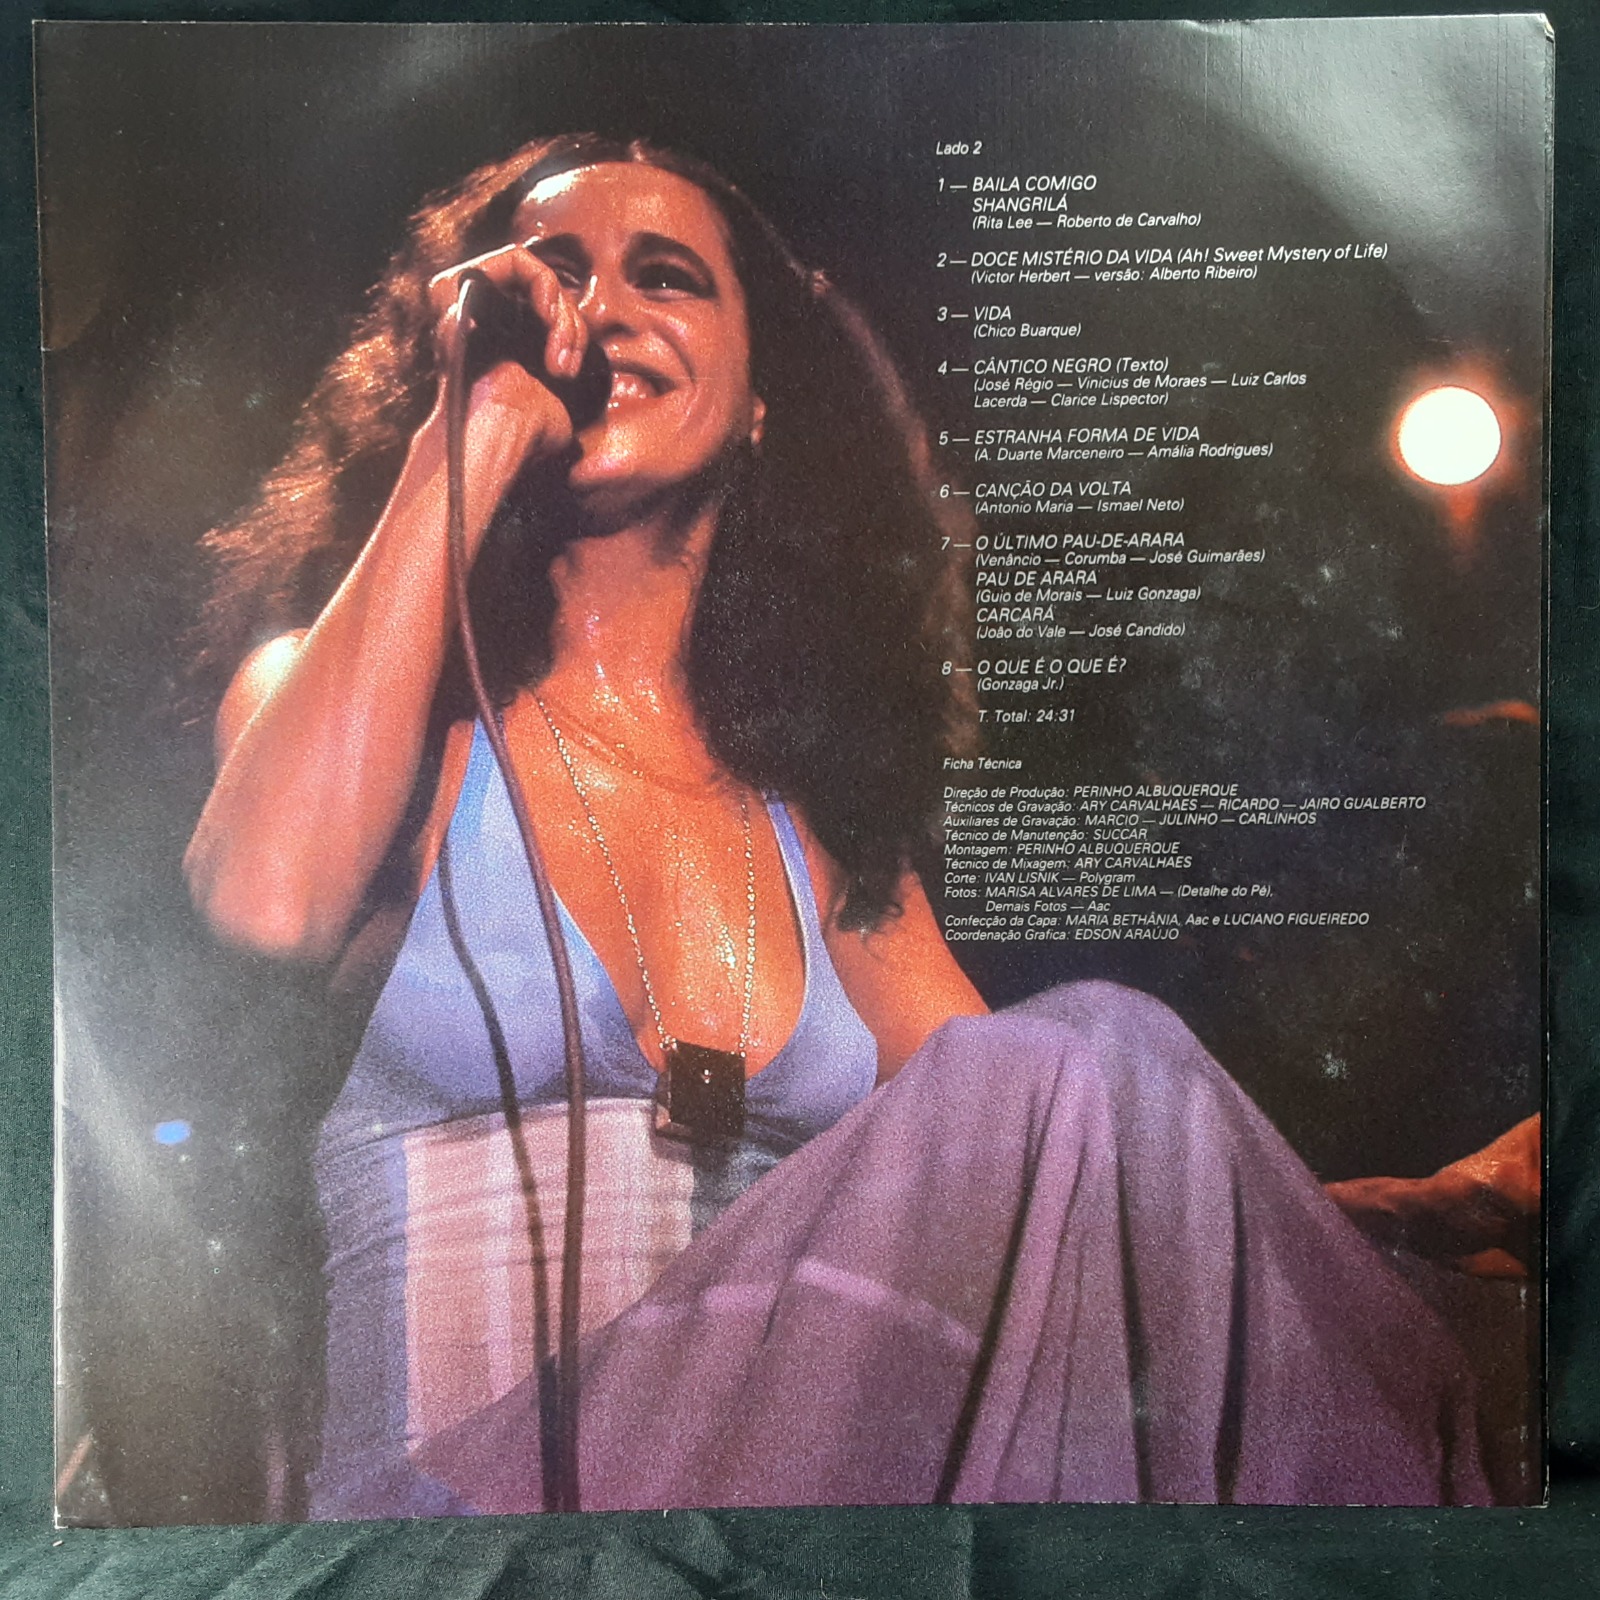 Lado 2
1 — BAILA COMIGO
SHANGRILÁ
(Rita Lee — Roberto de Carvalho)
2 — DOCE MISTÉRIO DA VIDA (Ah! Sweet Mystery of Life)
(Victor Herbert — versão: Alberto Ribeiro)
3 — VIDA
(Chico Buarque)
4 — CÂNTICO NEGRO (Texto)
(José Régio — Vinicius de Moraes — Luiz Carlos
Lacerda — Clarice Lispector)
5 — ESTRANHA FORMA DE VIDA
(A. Duarte Marceneiro — Amália Rodrigues)
6 — CANÇÃO DA VOLTA
(Antonio Maria — Ismael Neto)
7 — O ÚLTIMO PAU-DE-ARARA
(Venâncio — Corumba — José Guimarães)
PAU DE ARARA
(Guio de Morais — Luiz Gonzaga)
CARCARÁ
(João do Vale — José Candido)
8 — O QUE É O QUE É?
(Gonzaga Jr.)
T. Total: 24:31
Ficha Técnica
Direção de Produção: PERINHO ALBUQUERQUE
Técnicos de Gravação: ARY CARVALHAES — RICARDO — JAIRO GUALBERTO
Auxiliares de Gravação: MARCIO — JULINHO — CARLINHOS
Técnico de Manutenção: SUCCAR
Montagem: PERINHO ALBUQUERQUE
Técnico de Mixagem: ARY CARVALHAES
Corte: IVAN LISNIK — Polygram
Fotos: MARISA ALVARES DE LIMA — (Detalhe do Pé),
Demais Fotos — Aac
Confecção da Capa: MARIA BETHÂNIA, Aac e LUCIANO FIGUEIREDO
Coordenação Grafica: EDSON ARAÚJO